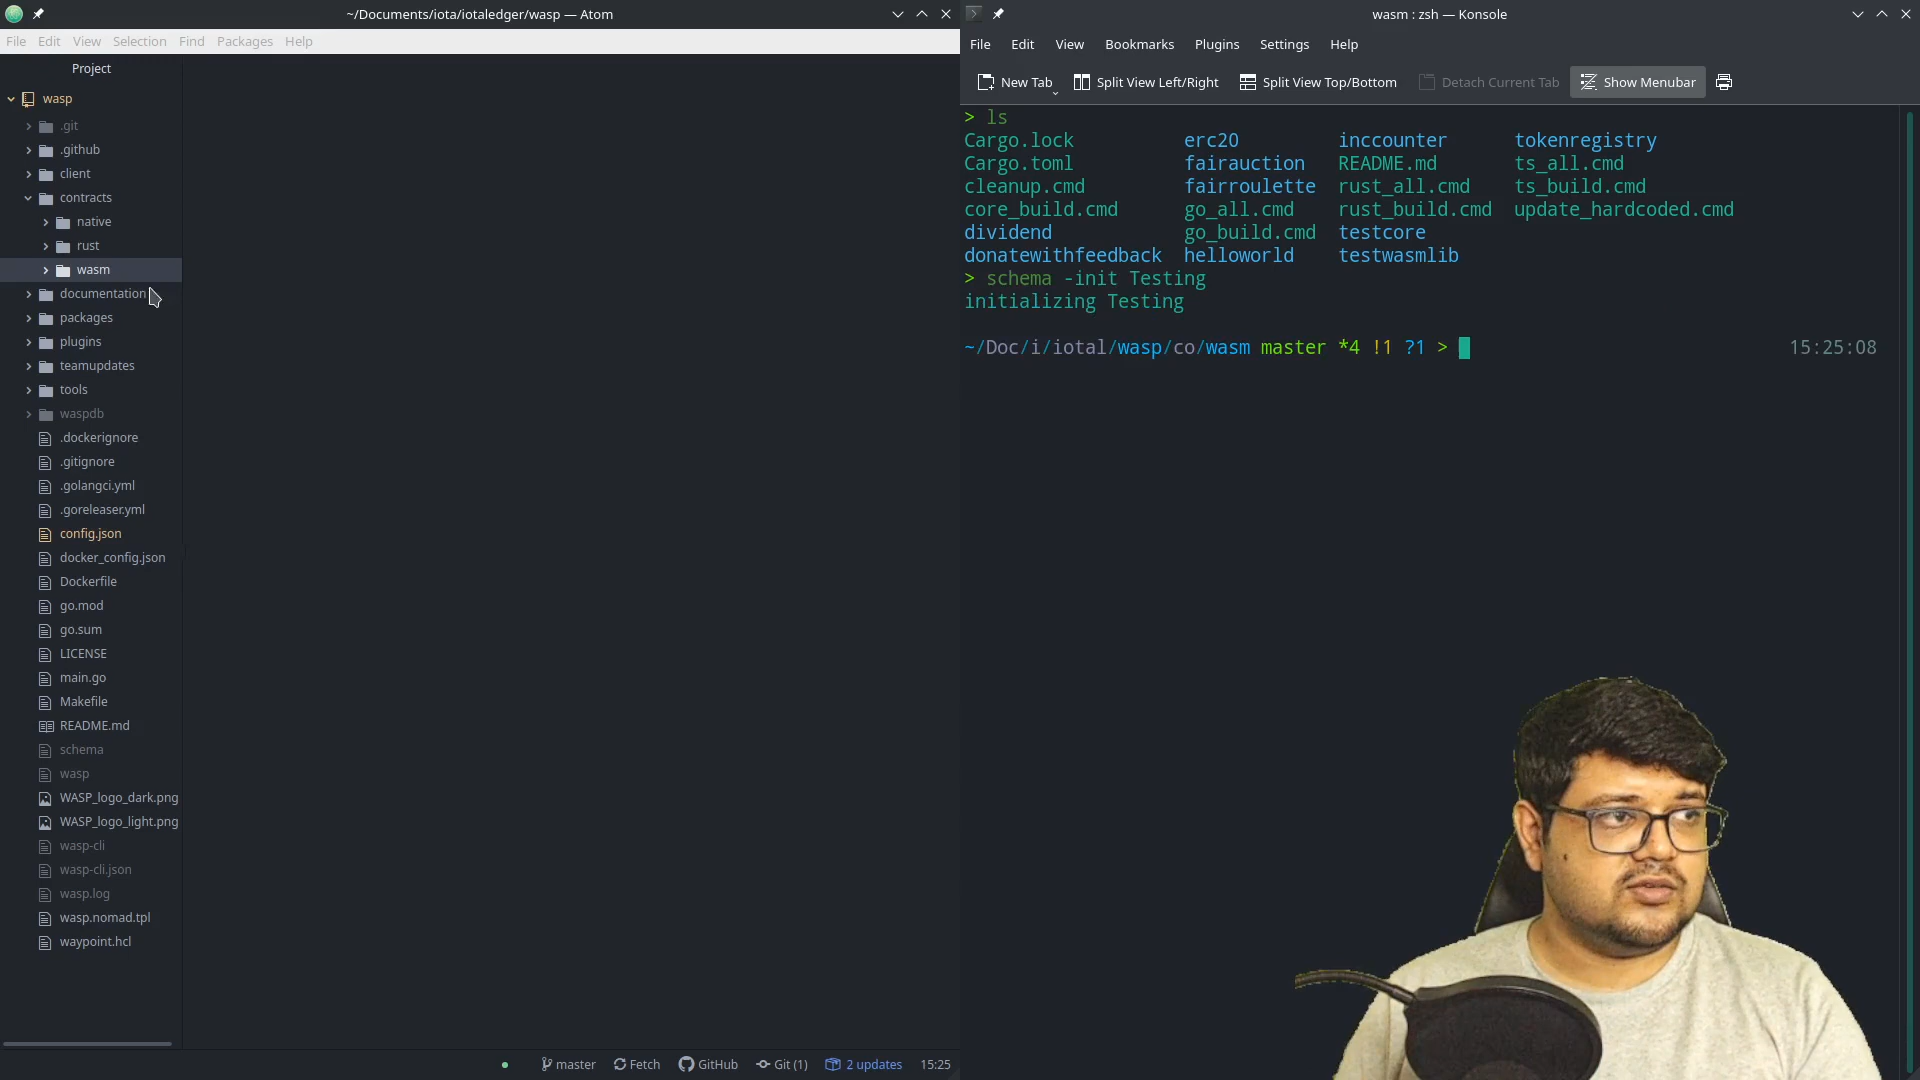 ~/Documents/iota/iotaledger/wasp — Atom
File Edit View Selection Find Packages Help
Project
wasp
.git
.github
client
contracts
native
rust
wasm
documentation
packages
plugins
teamupdates
tools
waspdb
.dockerignore
.gitignore
.golangci.yml
.goreleaser.yml
config.json
docker_config.json
Dockerfile
go.mod
go.sum
LICENSE
main.go
Makefile
README.md
schema
wasp
WASP_logo_dark.png
WASP_logo_light.png
wasp-cli
wasp-cli.json
wasp.log
wasp.nomad.tpl
waypoint.hcl
master Fetch GitHub Git (1) 2 updates 15:25
wasm : zsh — Konsole
File Edit View Bookmarks Plugins Settings Help
New Tab Split View Left/Right Split View Top/Bottom Detach Current Tab Show Menubar
> ls
Cargo.lock erc20 inccounter tokenregistry
Cargo.toml fairauction README.md ts_all.cmd
cleanup.cmd fairroulette rust_all.cmd ts_build.cmd
core_build.cmd go_all.cmd rust_build.cmd update_hardcoded.cmd
dividend go_build.cmd testcore
donatewithfeedback helloworld testwasmlib
> schema -init Testing
initializing Testing
~/Doc/i/iotal/wasp/co/wasm master *4 !1 ?1 > 15:25:08